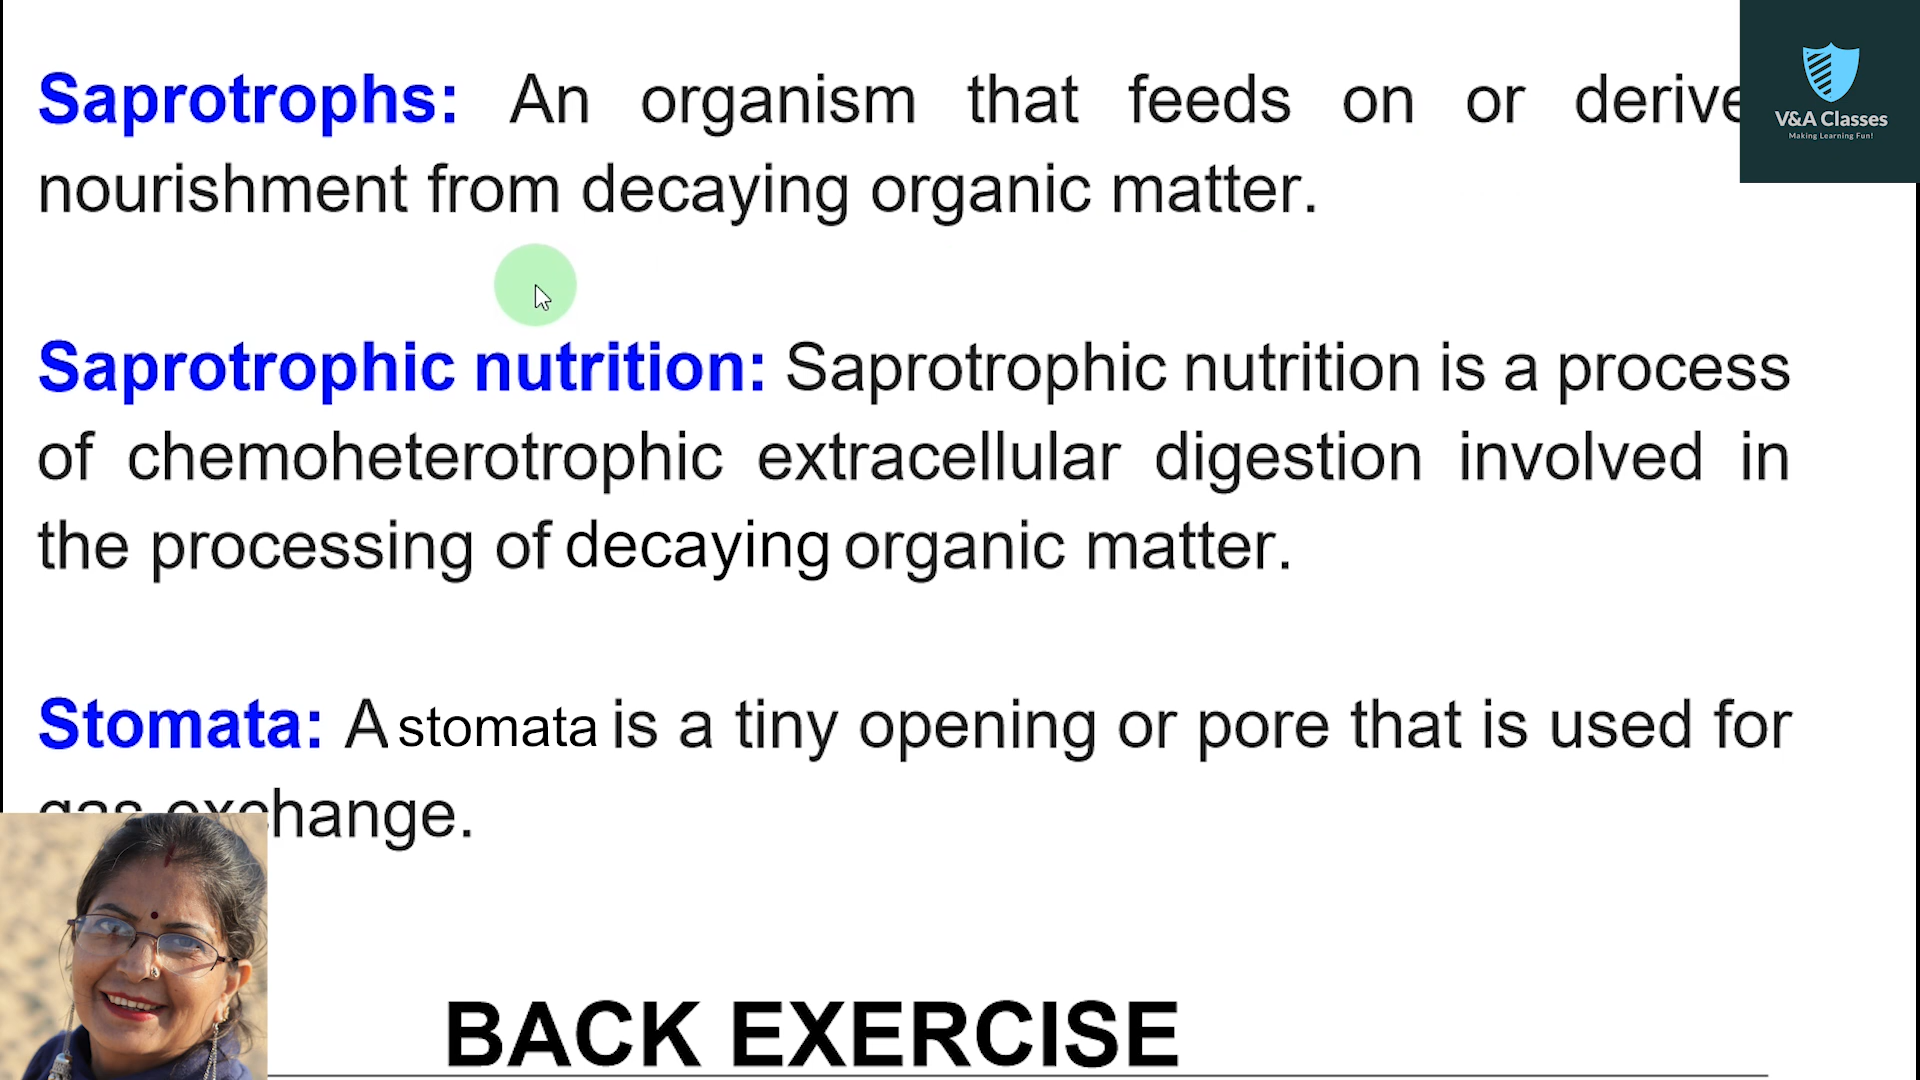 Saprotrophs: An organism that feeds on or derive
nourishment from decaying organic matter.
Saprotrophic nutrition: Saprotrophic nutrition is a process
of chemoheterotrophic extracellular digestion involved in
the processing of decaying organic matter.
Stomata: A stomata is a tiny opening or pore that is used for
gas exchange.
BACK EXERCISE
V&A Classes
Making Learning Fun!